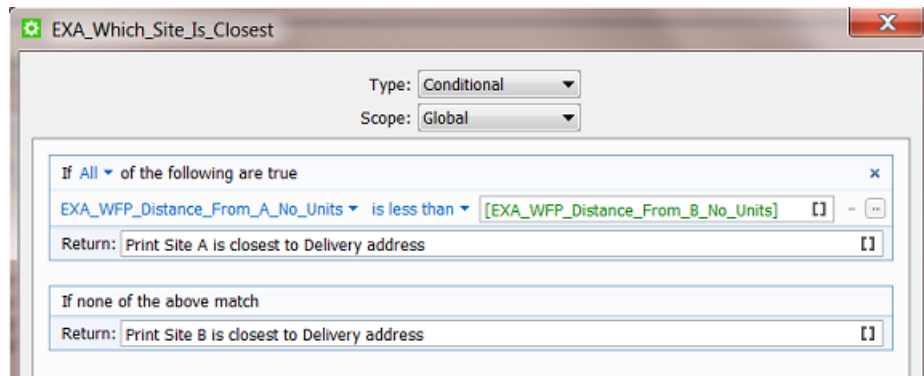 EXA_Which_Site_Is_Closest
Type: Conditional
Scope: Global
If All of the following are true
EXA_WFP_Distance_From_A_No_Units is less than [EXA_WFP_Distance_From_B_No_Units] []
Return: Print Site A is closest to Delivery address []
If none of the above match
Return: Print Site B is closest to Delivery address []